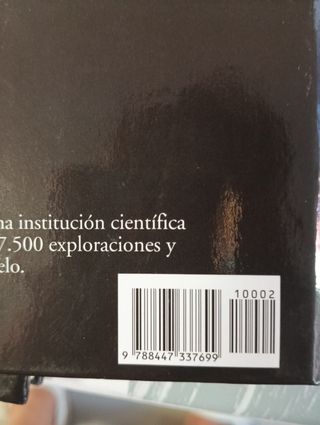 na institución científica
7.500 exploraciones y
elo.
10002
9 788447 337699